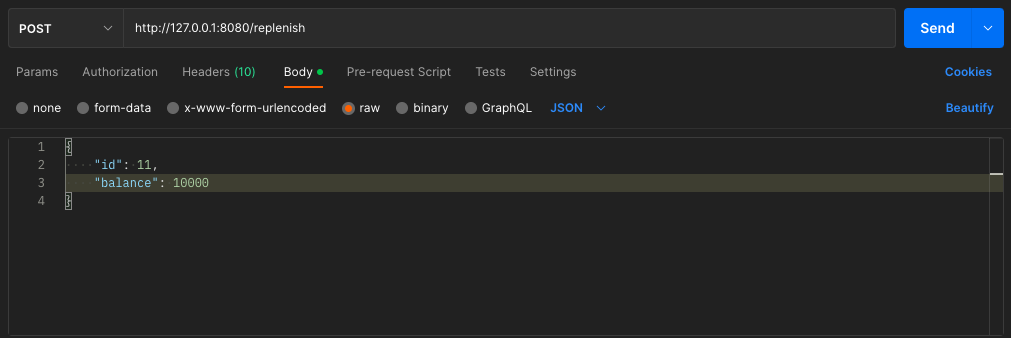 POST http://127.0.0.1:8080/replenish Send
Params Authorization Headers (10) Body Pre-request Script Tests Settings Cookies
none form-data x-www-form-urlencoded raw binary GraphQL JSON Beautify
1 {
2 "id": 11,
3 "balance": 10000
4 }